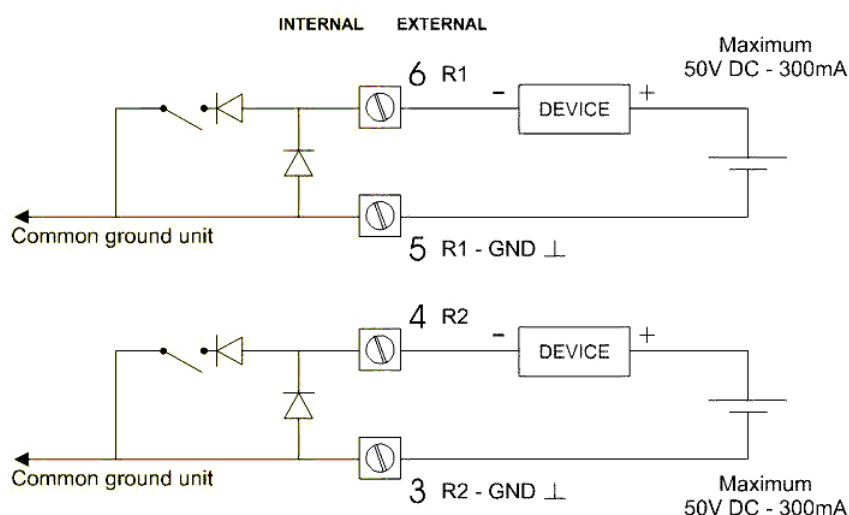 INTERNAL EXTERNAL
Maximum
50V DC - 300mA
6 R1
- DEVICE +
Common ground unit
5 R1 - GND ⊥
4 R2
- DEVICE +
Common ground unit
3 R2 - GND ⊥
Maximum
50V DC - 300mA